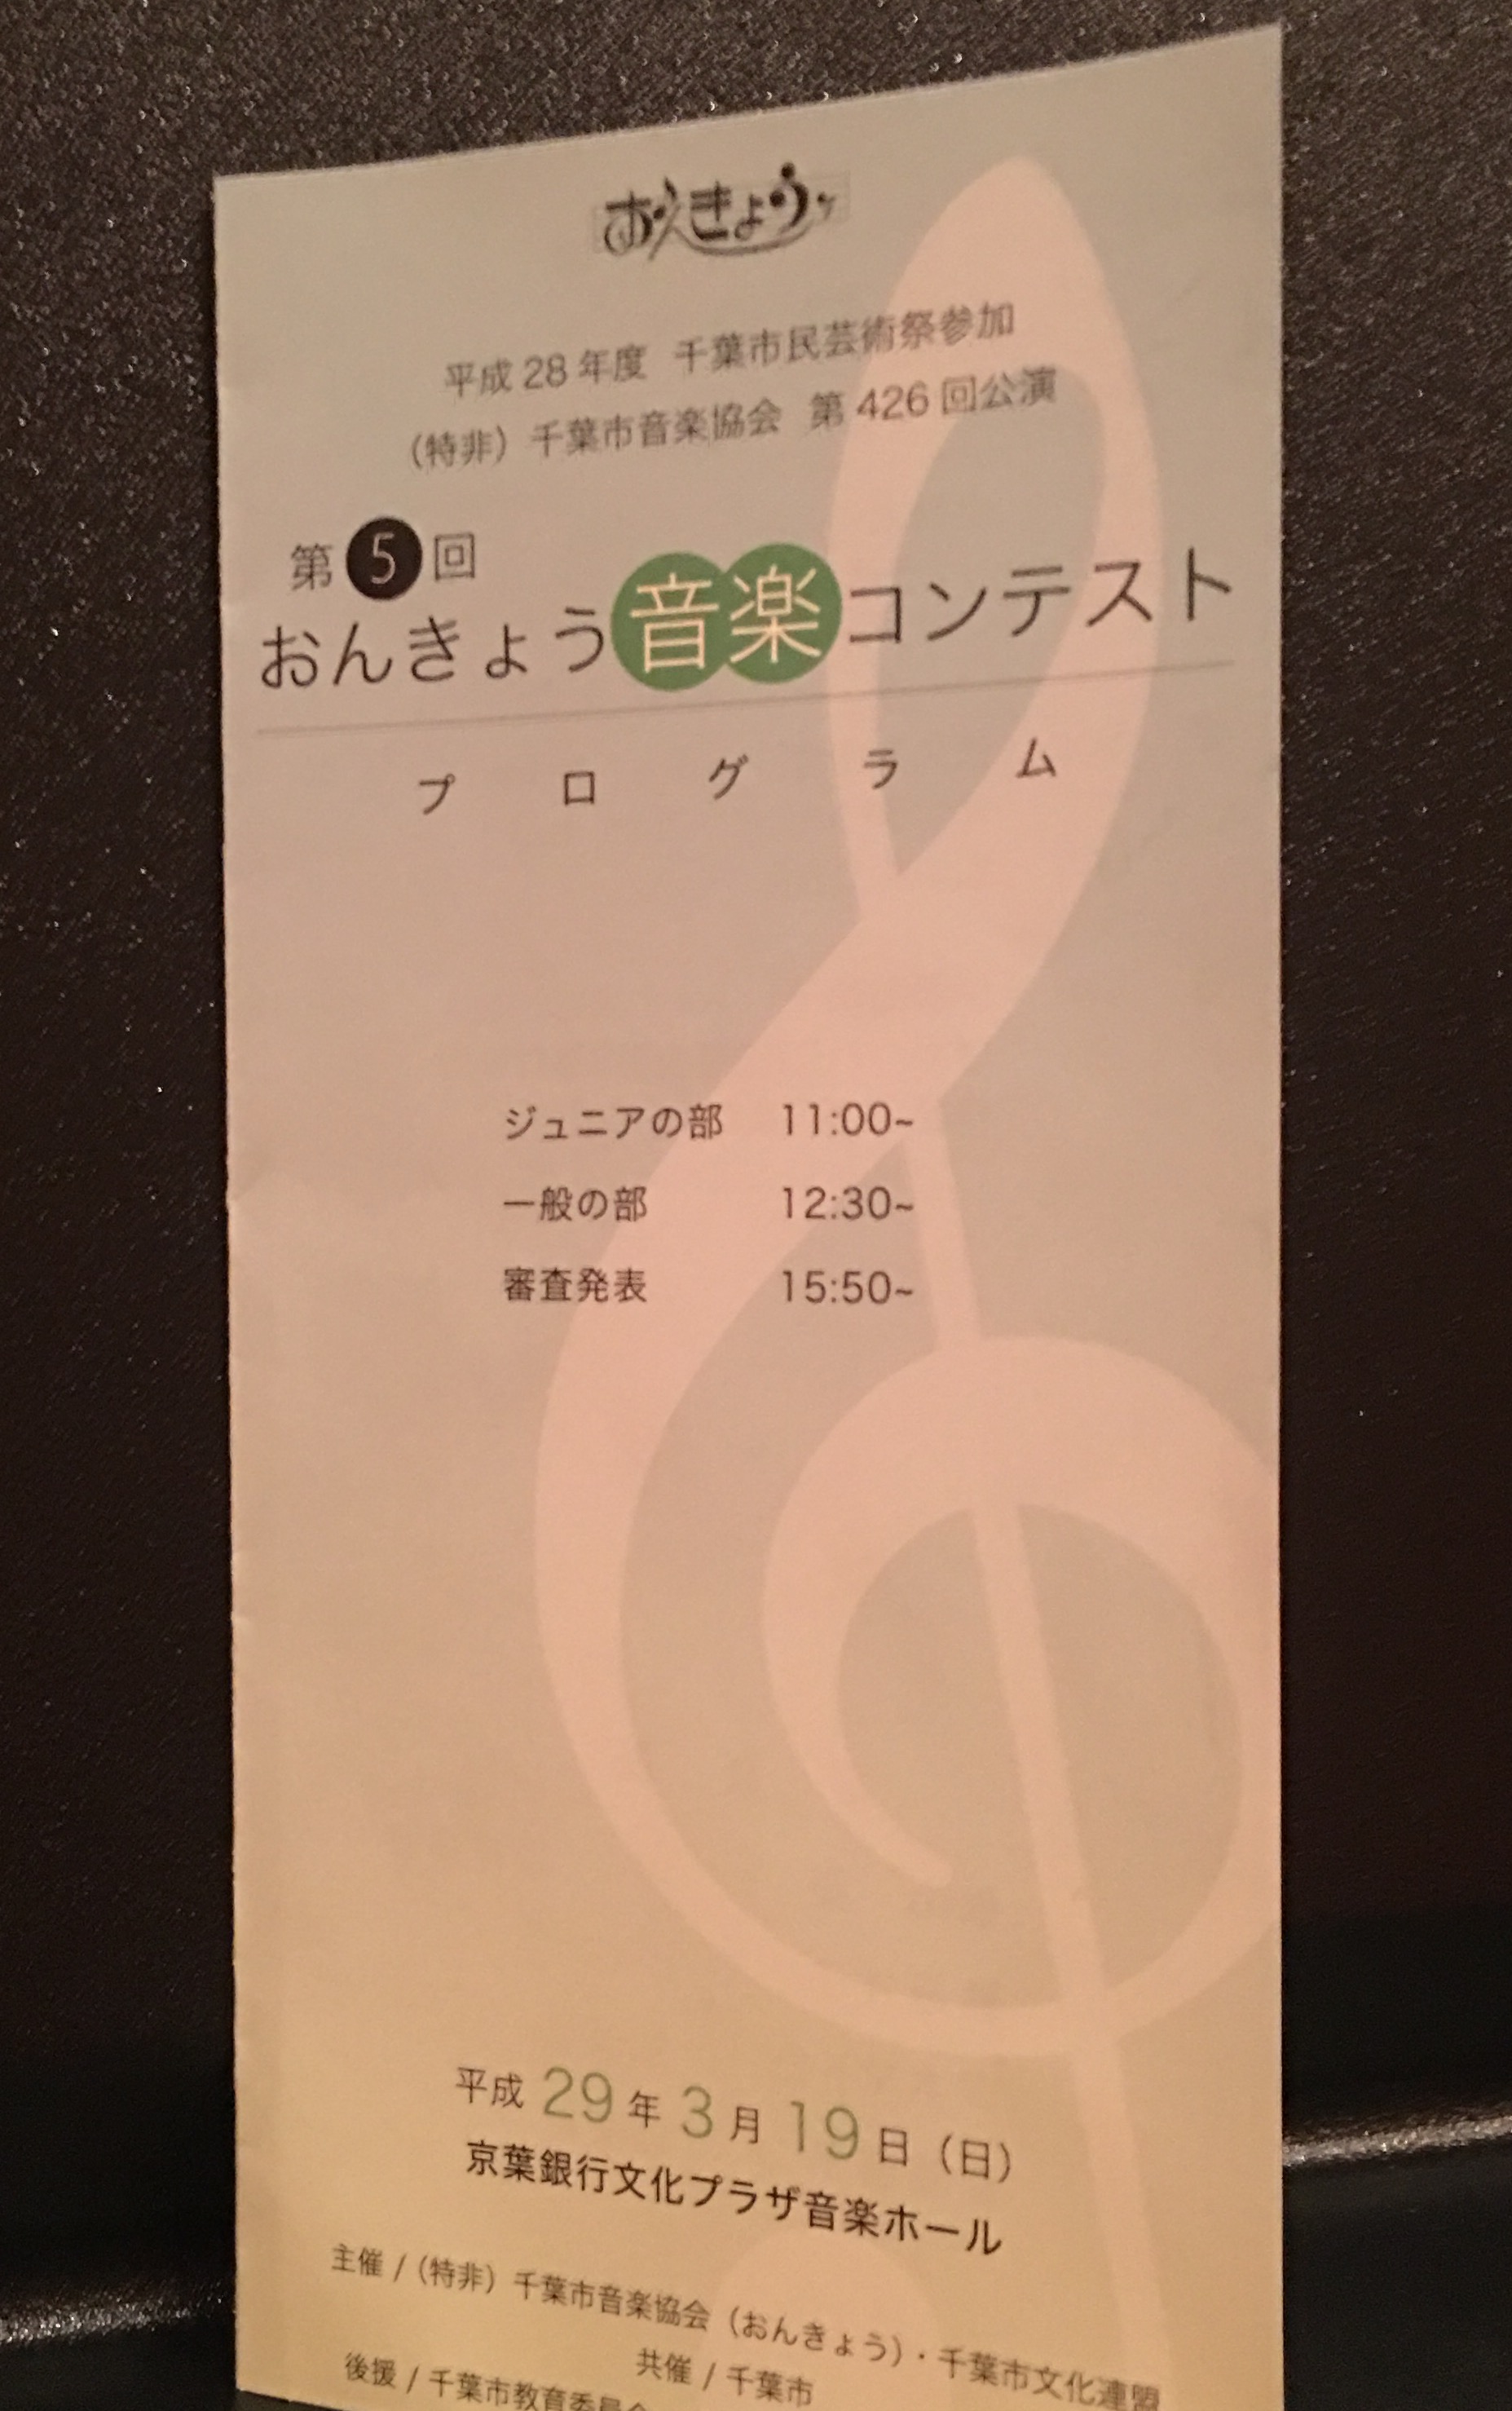 おんきょう
平成28年度 千葉市民芸術祭参加
（特非）千葉市音楽協会 第426回公演
第5回
おんきょう音楽コンテスト
プログラム
ジュニアの部 11:00~
一般の部 12:30~
審査発表 15:50~
平成29年3月19日（日）
京葉銀行文化プラザ音楽ホール
主催 /（特非）千葉市音楽協会（おんきょう）・千葉市文化連盟
共催 / 千葉市
後援 / 千葉市教育委員会